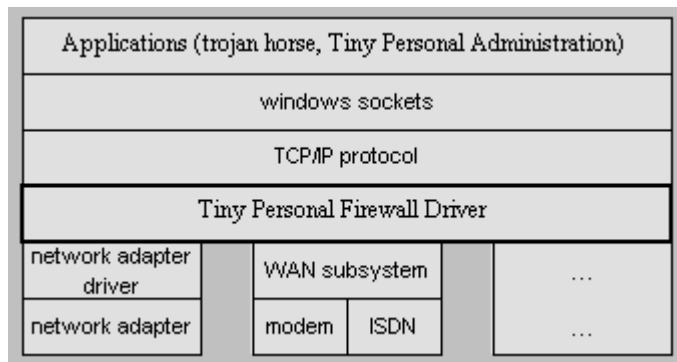 Applications (trojan horse, Tiny Personal Administration)
windows sockets
TCP/IP protocol
Tiny Personal Firewall Driver
network adapter
driver
WAN subsystem
...
network adapter
modem
ISDN
...